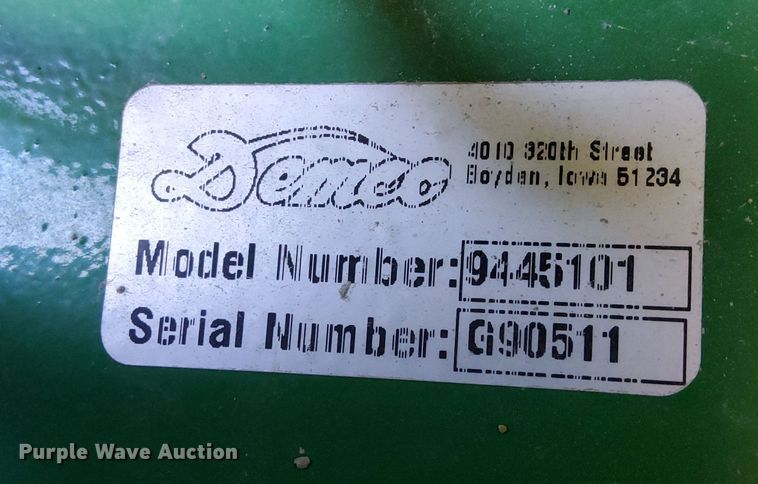 Demco
4010 320th Street
Boyden, Iowa 51234
Model Number: 9445101
Serial Number: G90511
Purple Wave Auction